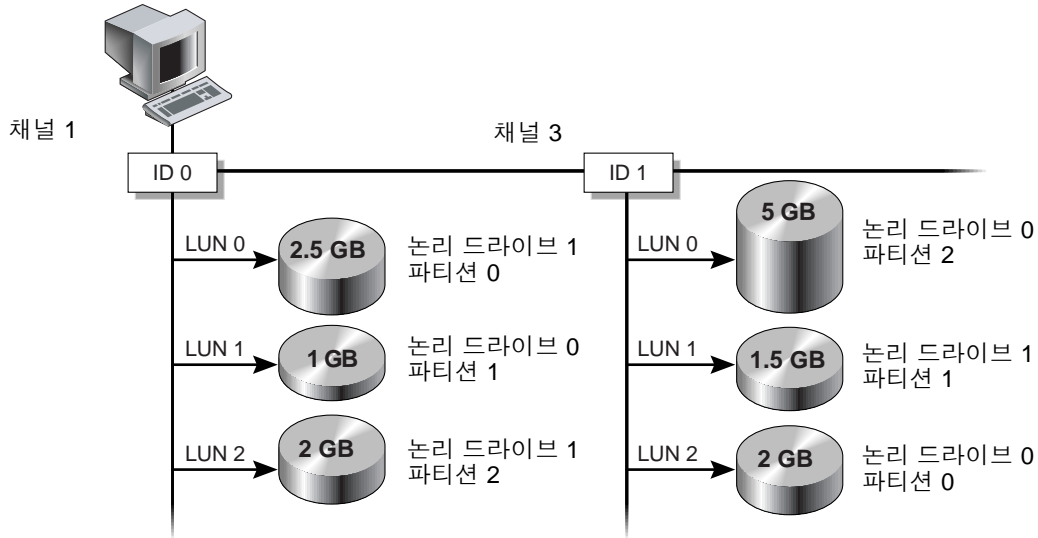 채널 1
채널 3
ID 0
ID 1
LUN 0
2.5 GB
논리 드라이브 1
파티션 0
LUN 1
1 GB
논리 드라이브 0
파티션 1
LUN 2
2 GB
논리 드라이브 1
파티션 2
LUN 0
5 GB
논리 드라이브 0
파티션 2
LUN 1
1.5 GB
논리 드라이브 1
파티션 1
LUN 2
2 GB
논리 드라이브 0
파티션 0